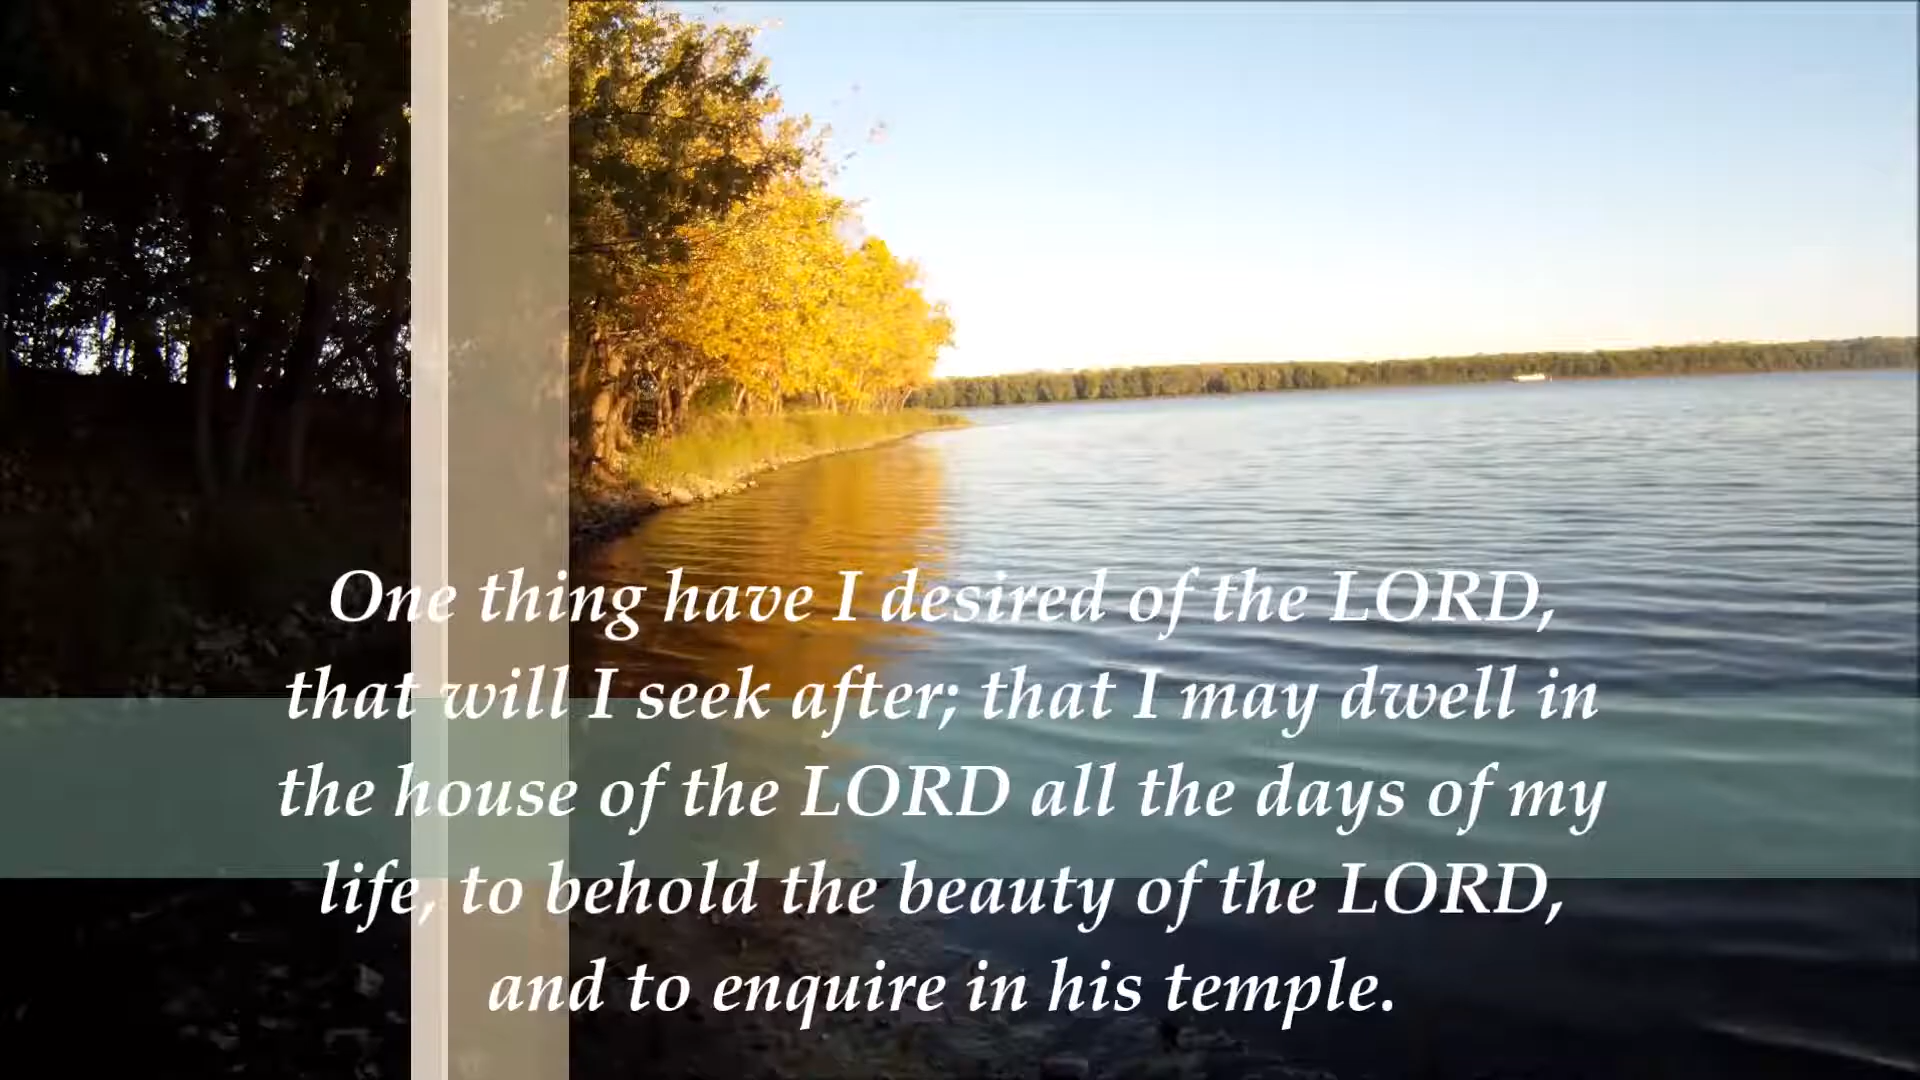 One thing have I desired of the LORD,
that will I seek after; that I may dwell in
the house of the LORD all the days of my
life, to behold the beauty of the LORD,
and to enquire in his temple.